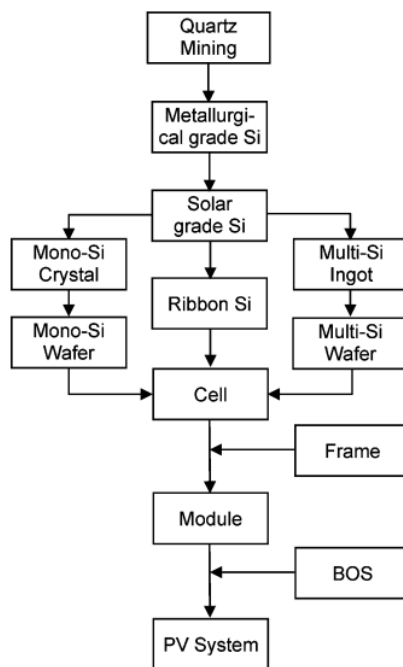 Quartz
Mining
Metallurgi-
cal grade Si
Solar
grade Si
Mono-Si
Crystal
Multi-Si
Ingot
Ribbon Si
Mono-Si
Wafer
Multi-Si
Wafer
Cell
Frame
Module
BOS
PV System